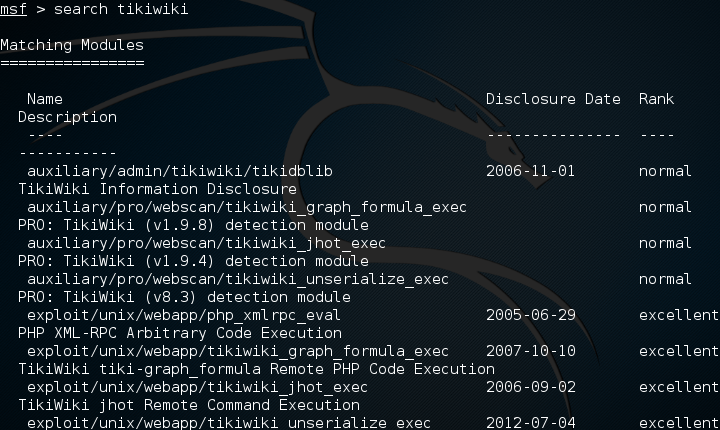 msf > search tikiwiki
Matching Modules
================
Name Disclosure Date Rank
Description
---- --------------- ----
-----------
auxiliary/admin/tikiwiki/tikidblib 2006-11-01 normal
TikiWiki Information Disclosure
auxiliary/pro/webscan/tikiwiki_graph_formula_exec normal
PRO: TikiWiki (v1.9.8) detection module
auxiliary/pro/webscan/tikiwiki_jhot_exec normal
PRO: TikiWiki (v1.9.4) detection module
auxiliary/pro/webscan/tikiwiki_unserialize_exec normal
PRO: TikiWiki (v8.3) detection module
exploit/unix/webapp/php_xmlrpc_eval 2005-06-29 excellent
PHP XML-RPC Arbitrary Code Execution
exploit/unix/webapp/tikiwiki_graph_formula_exec 2007-10-10 excellent
TikiWiki tiki-graph_formula Remote PHP Code Execution
exploit/unix/webapp/tikiwiki_jhot_exec 2006-09-02 excellent
TikiWiki jhot Remote Command Execution
exploit/unix/webapp/tikiwiki_unserialize_exec 2012-07-04 excellent